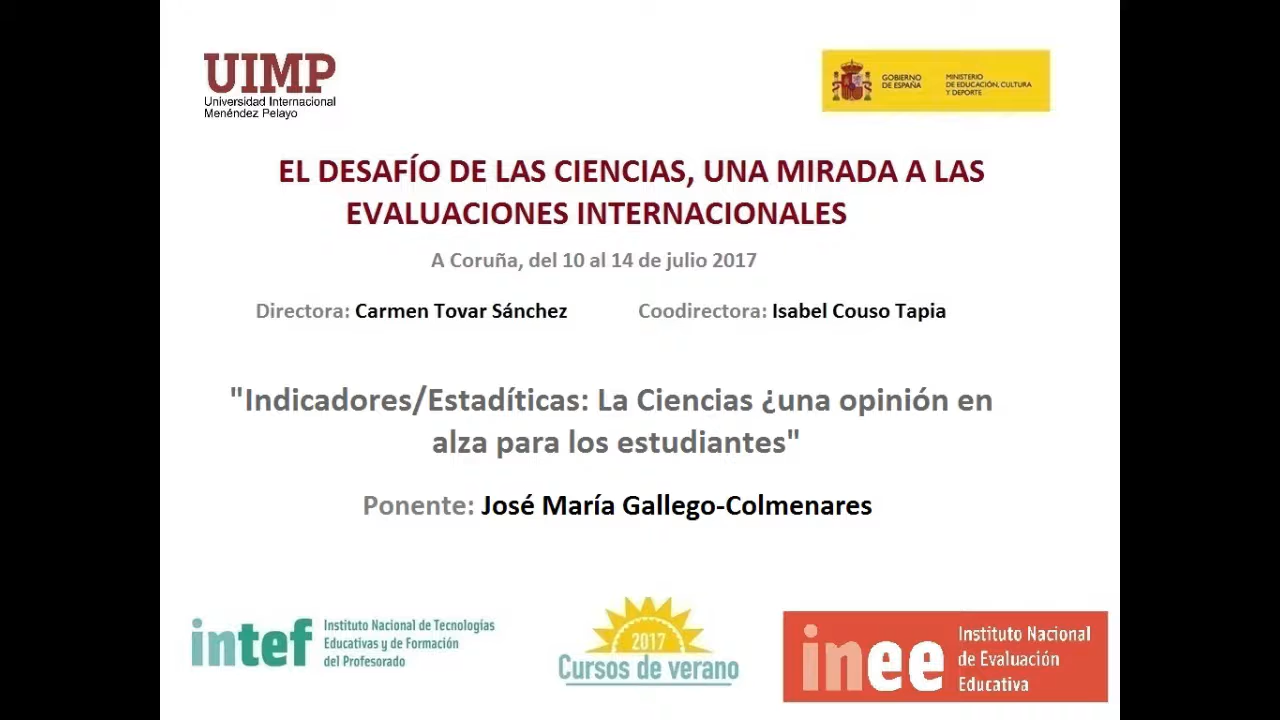 UIMP
Universidad Internacional
Menéndez Pelayo
GOBIERNO
DE ESPAÑA
MINISTERIO
DE EDUCACIÓN, CULTURA
Y DEPORTE
EL DESAFÍO DE LAS CIENCIAS, UNA MIRADA A LAS
EVALUACIONES INTERNACIONALES
A Coruña, del 10 al 14 de julio 2017
Directora: Carmen Tovar Sánchez Coodirectora: Isabel Couso Tapia
"Indicadores/Estadíticas: La Ciencias ¿una opinión en
alza para los estudiantes"
Ponente: José María Gallego-Colmenares
intef
Instituto Nacional de Tecnologías
Educativas y de Formación
del Profesorado
2017
Cursos de verano
inee
Instituto Nacional
de Evaluación
Educativa